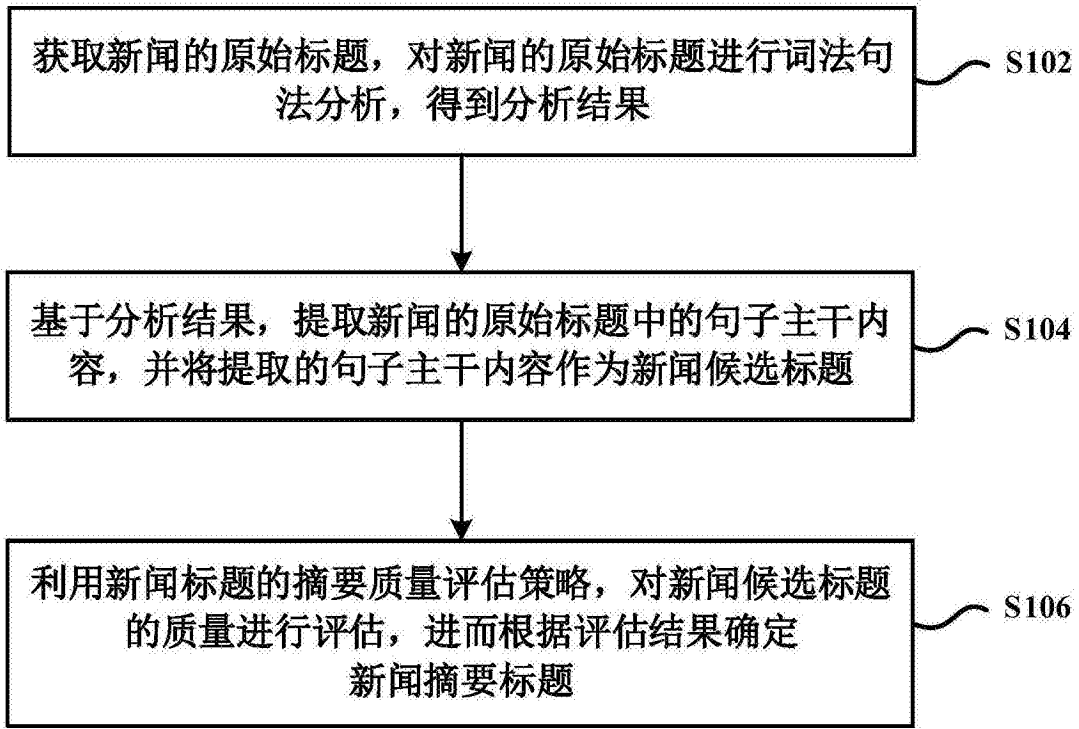 获取新闻的原始标题，对新闻的原始标题进行词法句
法分析，得到分析结果
S102
基于分析结果，提取新闻的原始标题中的句子主干内
容，并将提取的句子主干内容作为新闻候选标题
S104
利用新闻标题的摘要质量评估策略，对新闻候选标题
的质量进行评估，进而根据评估结果确定
新闻摘要标题
S106